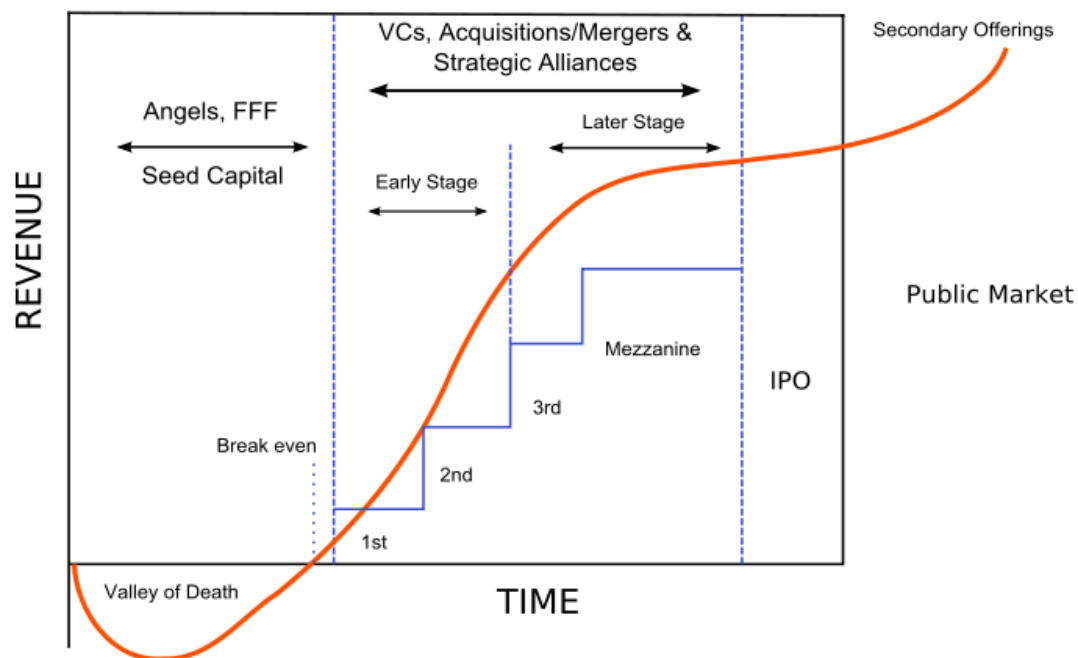 VCs, Acquisitions/Mergers &
Strategic Alliances
Secondary Offerings
Angels, FFF
Seed Capital
Later Stage
Early Stage
REVENUE
Public Market
Mezzanine
IPO
3rd
Break even
2nd
1st
Valley of Death
TIME